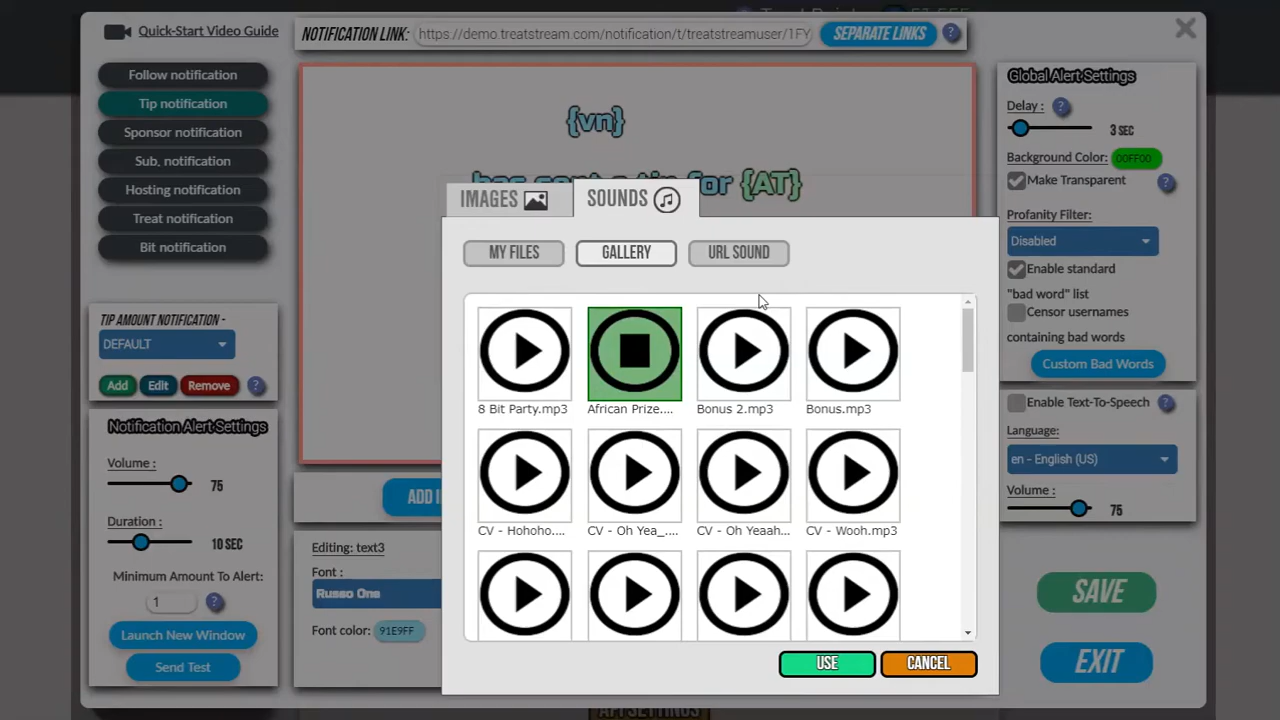 Quick-Start Video Guide
NOTIFICATION LINK:
https://demo.treatstream.com/notification/t/treatstreamuser/1FY
SEPARATE LINKS
?
Follow notification
Tip notification
Sponsor notification
Sub. notification
Hosting notification
Treat notification
Bit notification
{vn}
{AT}
IMAGES
SOUNDS
MY FILES
GALLERY
URL SOUND
8 Bit Party.mp3
African Prize....
Bonus 2.mp3
Bonus.mp3
CV - Hohoho....
CV - Oh Yea_....
CV - Oh Yeaah...
CV - Wooh.mp3
USE
CANCEL
TIP AMOUNT NOTIFICATION -
DEFAULT
Add
Edit
Remove
?
Notification Alert Settings
Volume :
75
Duration :
10 SEC
Minimum Amount To Alert:
1
?
Launch New Window
Send Test
Editing: text3
Font :
Russo One
Font color:
91E9FF
Global Alert Settings
Delay :
?
3 SEC
Background Color:
00FF00
Make Transparent
?
Profanity Filter:
Disabled
Enable standard
"bad word" list
Censor usernames
containing bad words
Custom Bad Words
Enable Text-To-Speech
?
Language:
en - English (US)
Volume :
75
SAVE
EXIT